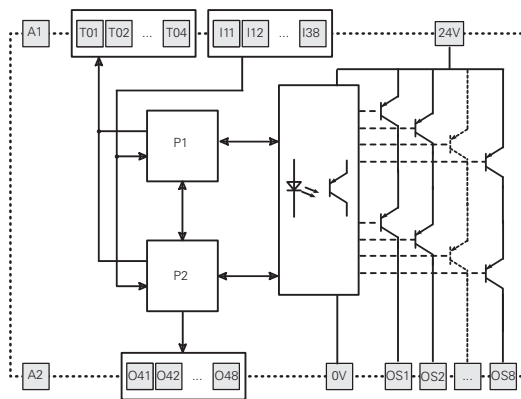 A1
T01 T02 ... T04
I11 I12 ... I38
24V
P1
P2
A2
O41 O42 ... O48
0V
OS1 OS2 ... OS8